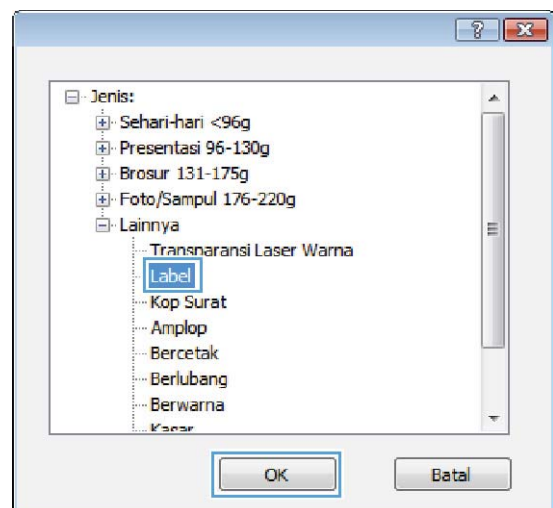 Jenis:
Sehari-hari <96g
Presentasi 96-130g
Brosur 131-175g
Foto/Sampul 176-220g
Lainnya
Transparansi Laser Warna
Label
Kop Surat
Amplop
Bercetak
Berlubang
Berwarna
Kasar
OK Batal